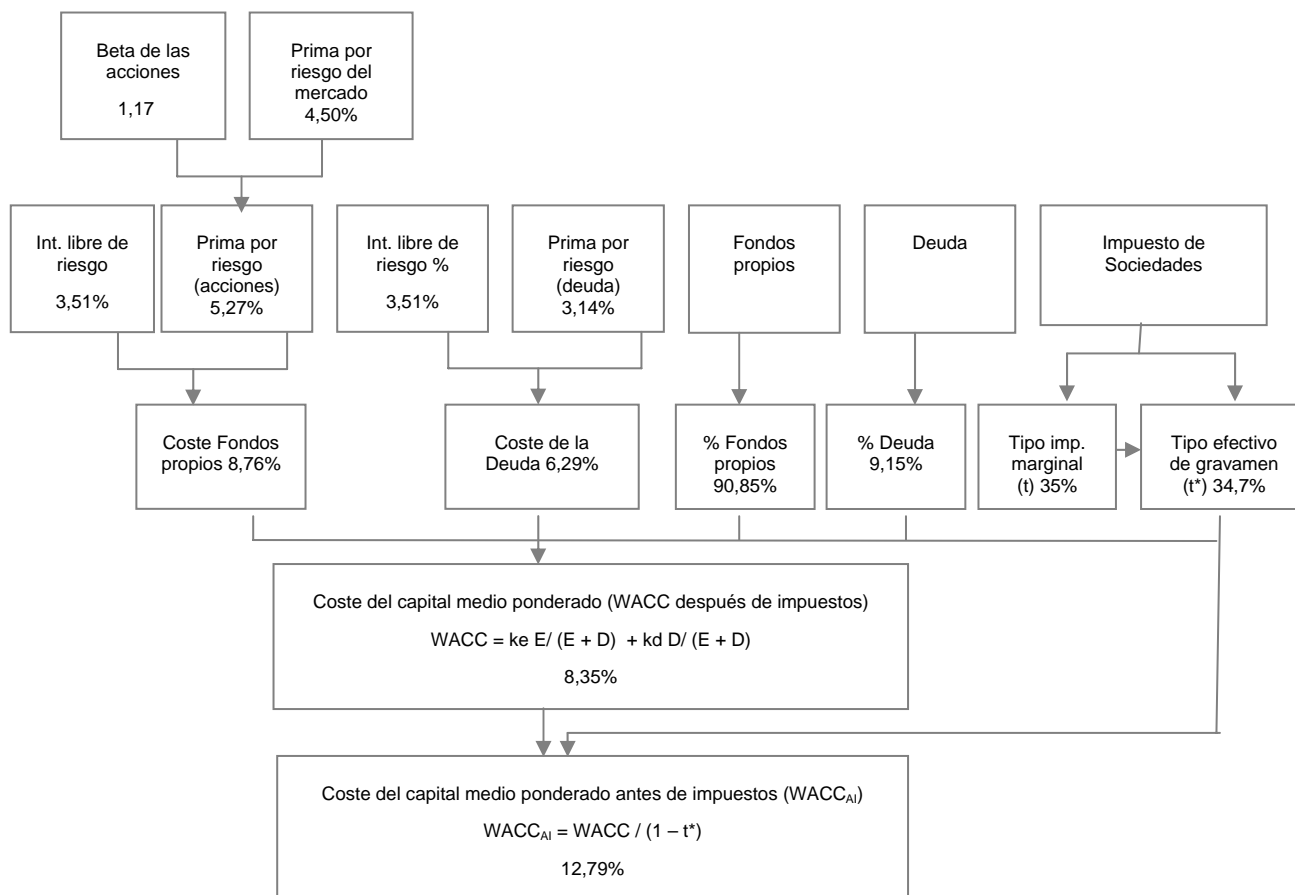 Beta de las
acciones
1,17
Prima por
riesgo del
mercado
4,50%
Int. libre de
riesgo
3,51%
Prima por
riesgo
(acciones)
5,27%
Int. libre de
riesgo %
3,51%
Prima por
riesgo
(deuda)
3,14%
Fondos
propios
Deuda
Impuesto de
Sociedades
Coste Fondos
propios 8,76%
Coste de la
Deuda 6,29%
% Fondos
propios
90,85%
% Deuda
9,15%
Tipo imp.
marginal
(t) 35%
Tipo efectivo
de gravamen
(t*) 34,7%
Coste del capital medio ponderado (WACC después de impuestos)
WACC = ke E/ (E + D) + kd D/ (E + D)
8,35%
Coste del capital medio ponderado antes de impuestos (WACCAI)
WACCAI = WACC / (1 – t*)
12,79%